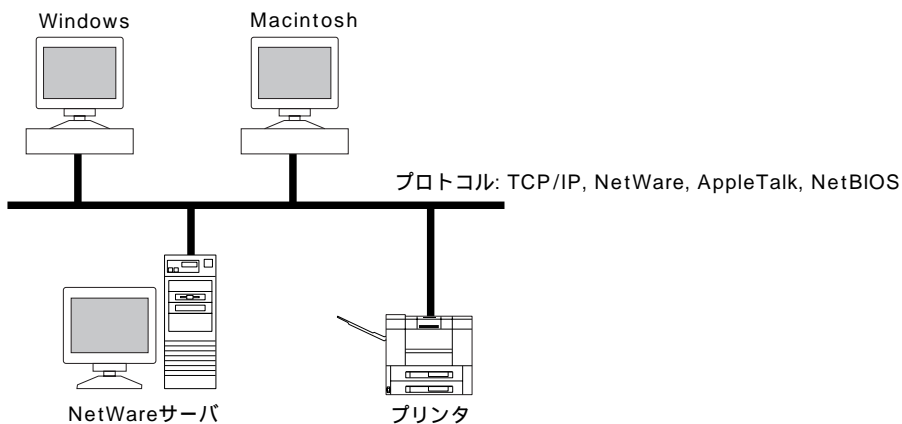 Windows
Macintosh
プロトコル: TCP/IP, NetWare, AppleTalk, NetBIOS
NetWareサーバ
プリンタ